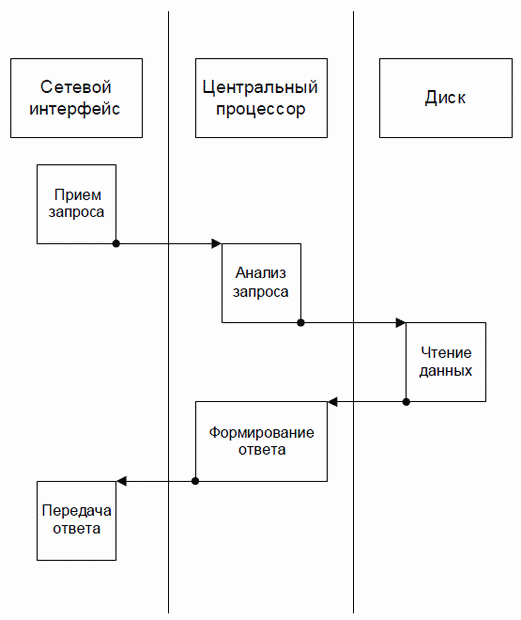 Сетевой
интерфейс
Центральный
процессор
Диск
Прием
запроса
Анализ
запроса
Чтение
данных
Формирование
ответа
Передача
ответа